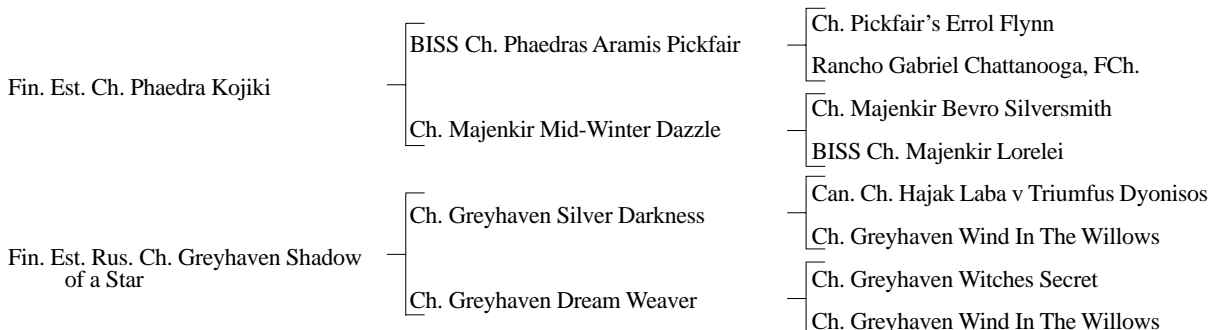 Ch. Pickfair's Errol Flynn
BISS Ch. Phaedras Aramis Pickfair
Rancho Gabriel Chattanooga, FCh.
Fin. Est. Ch. Phaedra Kojiki
Ch. Majenkir Bevro Silversmith
Ch. Majenkir Mid-Winter Dazzle
BISS Ch. Majenkir Lorelei
Can. Ch. Hajak Laba v Triumfus Dyonisos
Ch. Greyhaven Silver Darkness
Ch. Greyhaven Wind In The Willows
Fin. Est. Rus. Ch. Greyhaven Shadow
of a Star
Ch. Greyhaven Witches Secret
Ch. Greyhaven Dream Weaver
Ch. Greyhaven Wind In The Willows